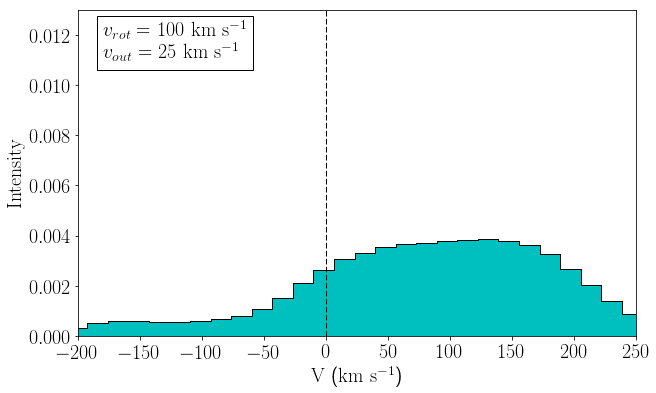 v_rot = 100 km s⁻¹
v_out = 25 km s⁻¹
0.012
0.010
0.008
0.006
0.004
0.002
0.000
Intensity
−200 −150 −100 −50 0 50 100 150 200 250
V (km s⁻¹)